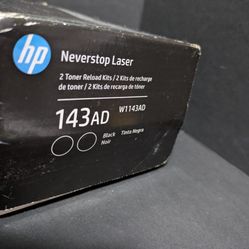 hp
Neverstop Laser
2 Toner Reload Kits / 2 Kits de recharge
de toner / 2 Kits de recarga de tóner
143AD W1143AD
Black Tinta Negra
Noir